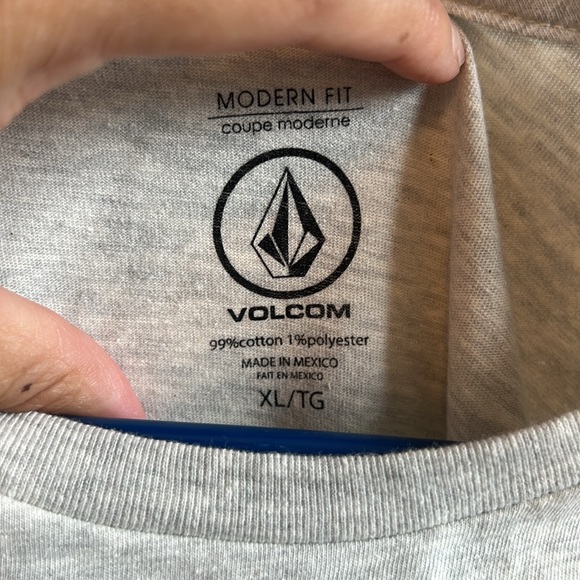 MODERN FIT
coupe moderne
VOLCOM
99%cotton 1%polyester
MADE IN MEXICO
FAIT EN MEXICO
XL/TG